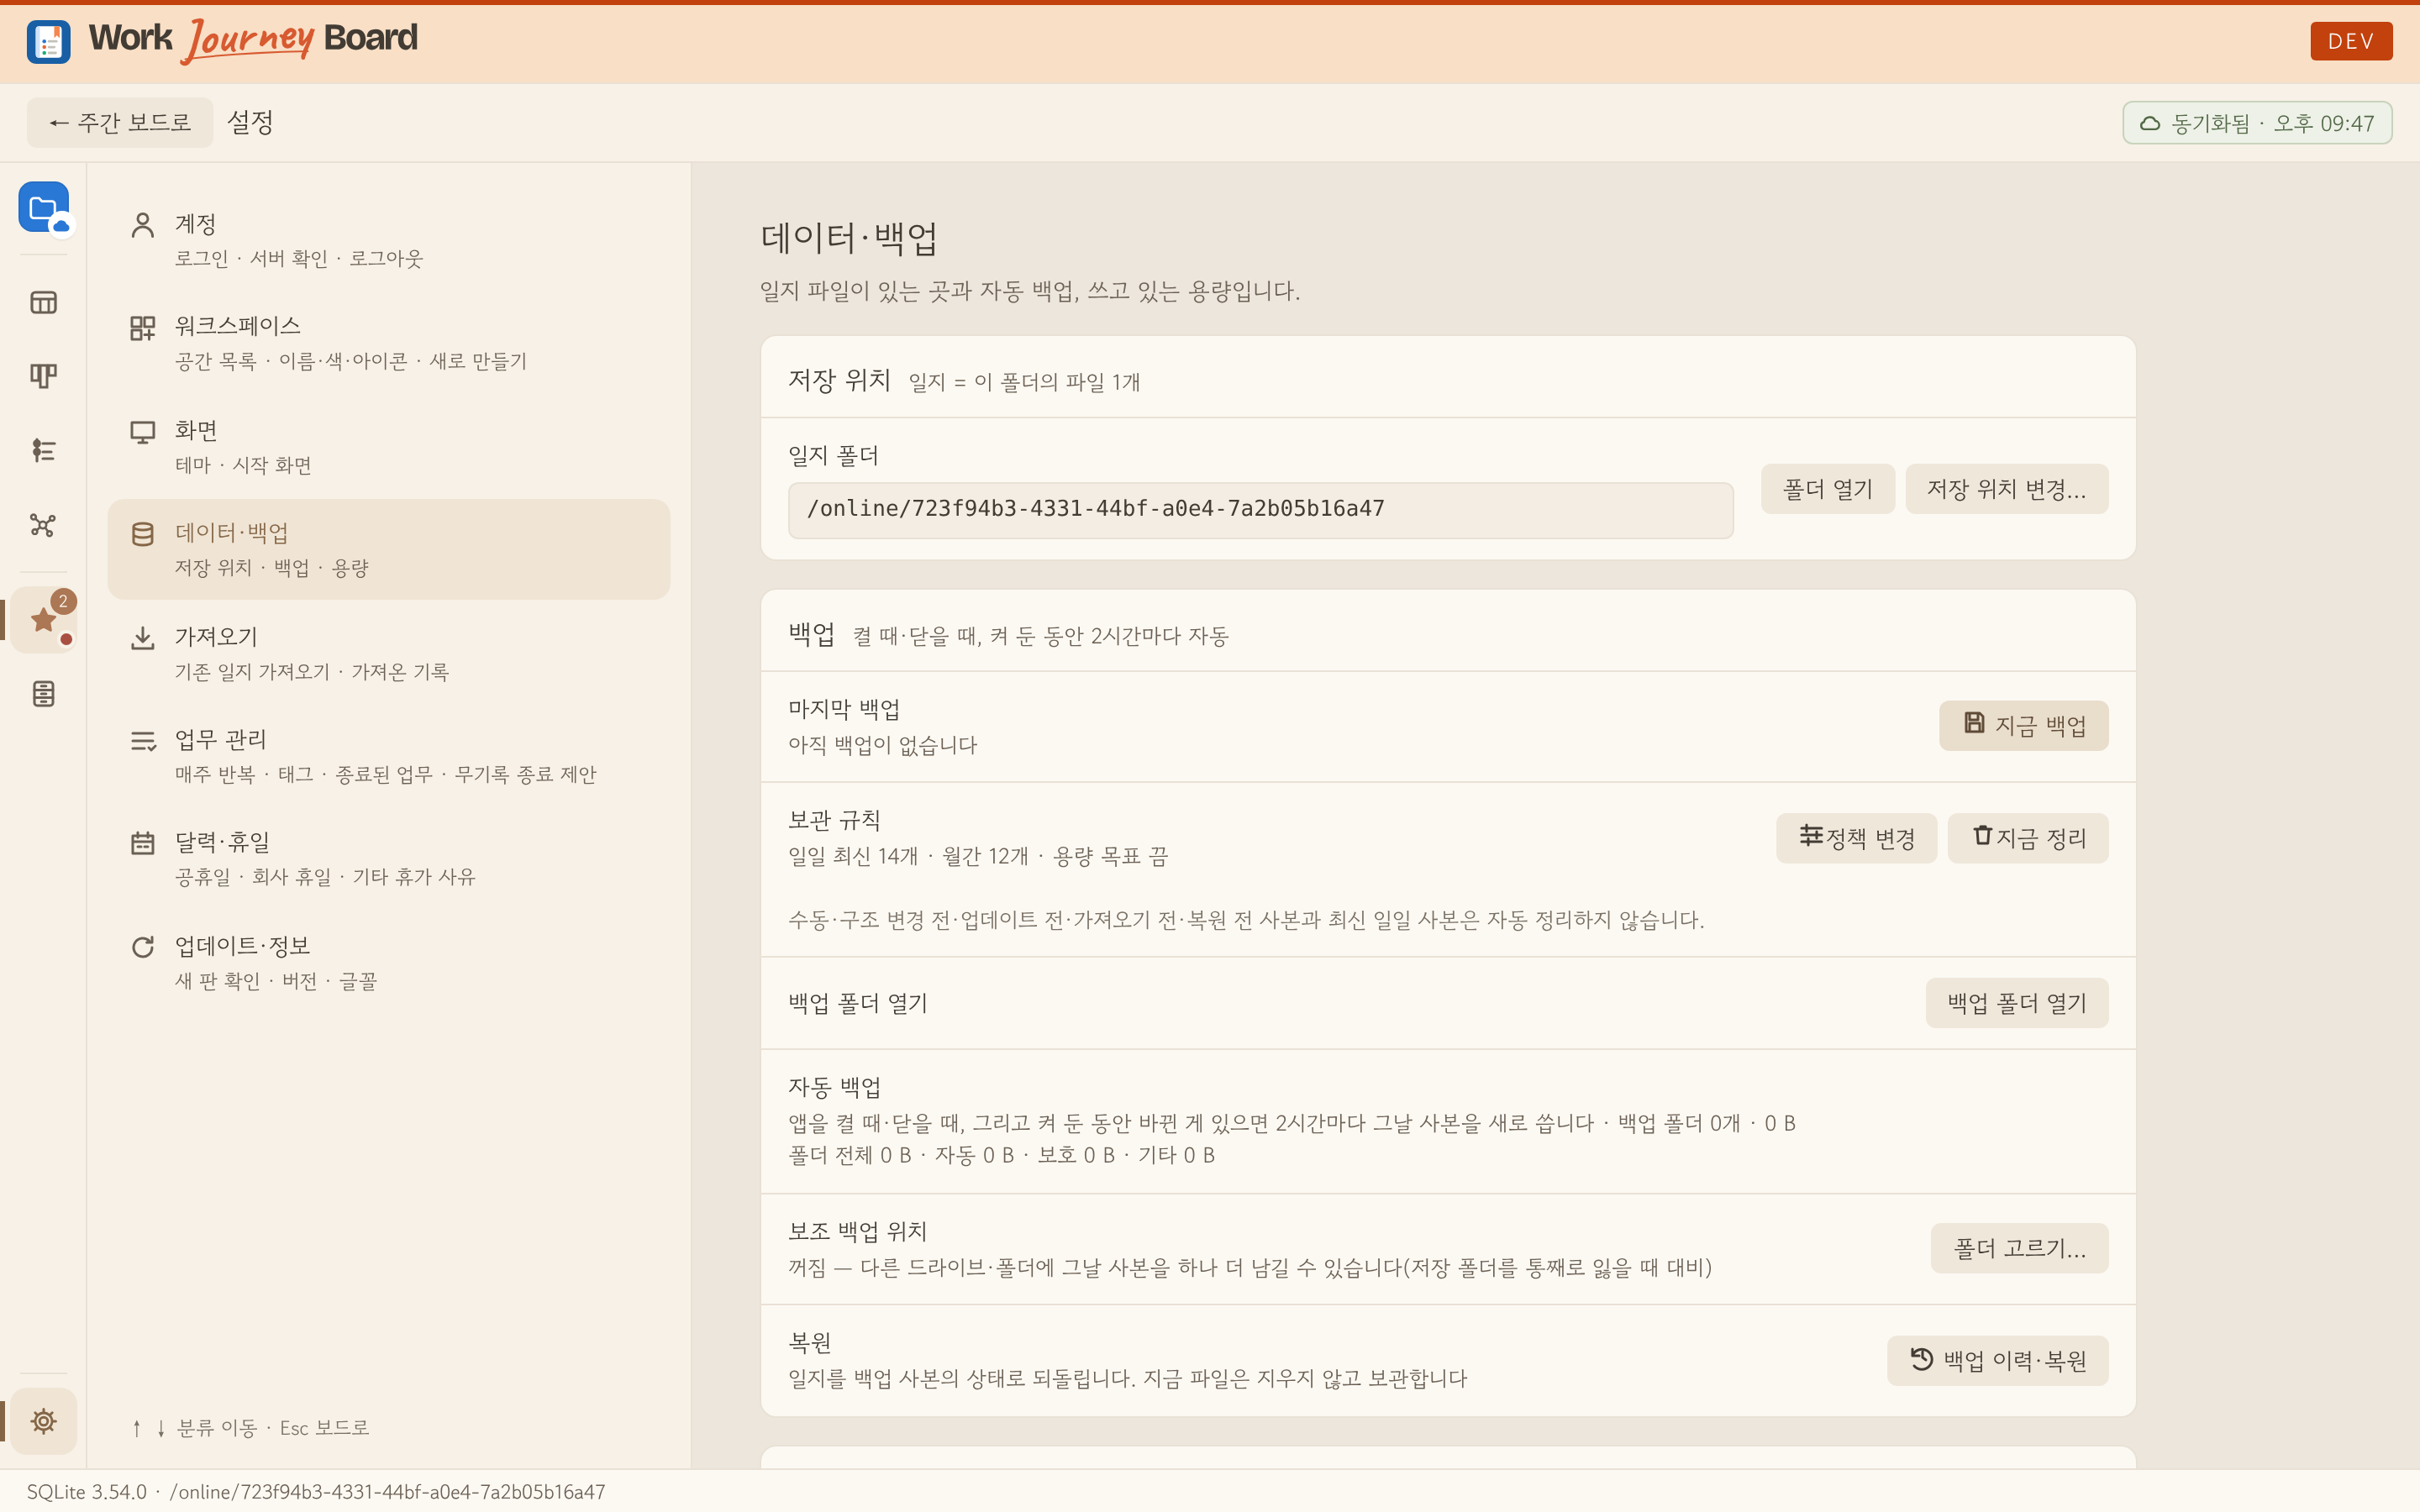 Work Journey Board
DEV
← 주간 보드로
설정
동기화됨 · 오후 09:47
계정
로그인 · 서버 확인 · 로그아웃
워크스페이스
공간 목록 · 이름·색·아이콘 · 새로 만들기
화면
테마 · 시작 화면
데이터·백업
저장 위치 · 백업 · 용량
2
가져오기
기존 일지 가져오기 · 가져온 기록
업무 관리
매주 반복 · 태그 · 종료된 업무 · 무기록 종료 제안
달력·휴일
공휴일 · 회사 휴일 · 기타 휴가 사유
업데이트·정보
새 판 확인 · 버전 · 글꼴
↑ ↓ 분류 이동 · Esc 보드로
데이터·백업
일지 파일이 있는 곳과 자동 백업, 쓰고 있는 용량입니다.
저장 위치 일지 = 이 폴더의 파일 1개
일지 폴더
/online/723f94b3-4331-44bf-a0e4-7a2b05b16a47
폴더 열기
저장 위치 변경...
백업 켤 때·닫을 때, 켜 둔 동안 2시간마다 자동
마지막 백업
아직 백업이 없습니다
지금 백업
보관 규칙
일일 최신 14개 · 월간 12개 · 용량 목표 끔
정책 변경
지금 정리
수동·구조 변경 전·업데이트 전·가져오기 전·복원 전 사본과 최신 일일 사본은 자동 정리하지 않습니다.
백업 폴더 열기
백업 폴더 열기
자동 백업
앱을 켤 때·닫을 때, 그리고 켜 둔 동안 바뀐 게 있으면 2시간마다 그날 사본을 새로 씁니다 · 백업 폴더 0개 · 0 B
폴더 전체 0 B · 자동 0 B · 보호 0 B · 기타 0 B
보조 백업 위치
꺼짐 — 다른 드라이브·폴더에 그날 사본을 하나 더 남길 수 있습니다(저장 폴더를 통째로 잃을 때 대비)
폴더 고르기...
복원
일지를 백업 사본의 상태로 되돌립니다. 지금 파일은 지우지 않고 보관합니다
백업 이력·복원
SQLite 3.54.0 · /online/723f94b3-4331-44bf-a0e4-7a2b05b16a47